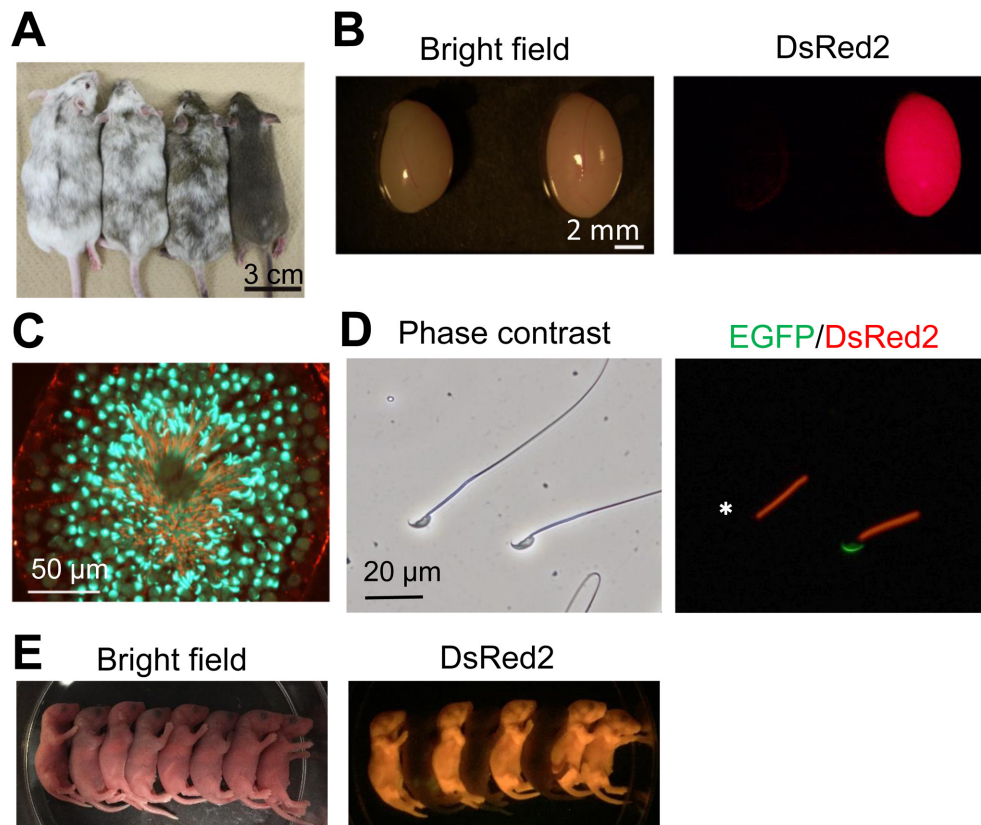 A
3 cm
B
Bright field
DsRed2
2 mm
C
50 µm
D
Phase contrast
EGFP/DsRed2
20 µm
*
E
Bright field
DsRed2